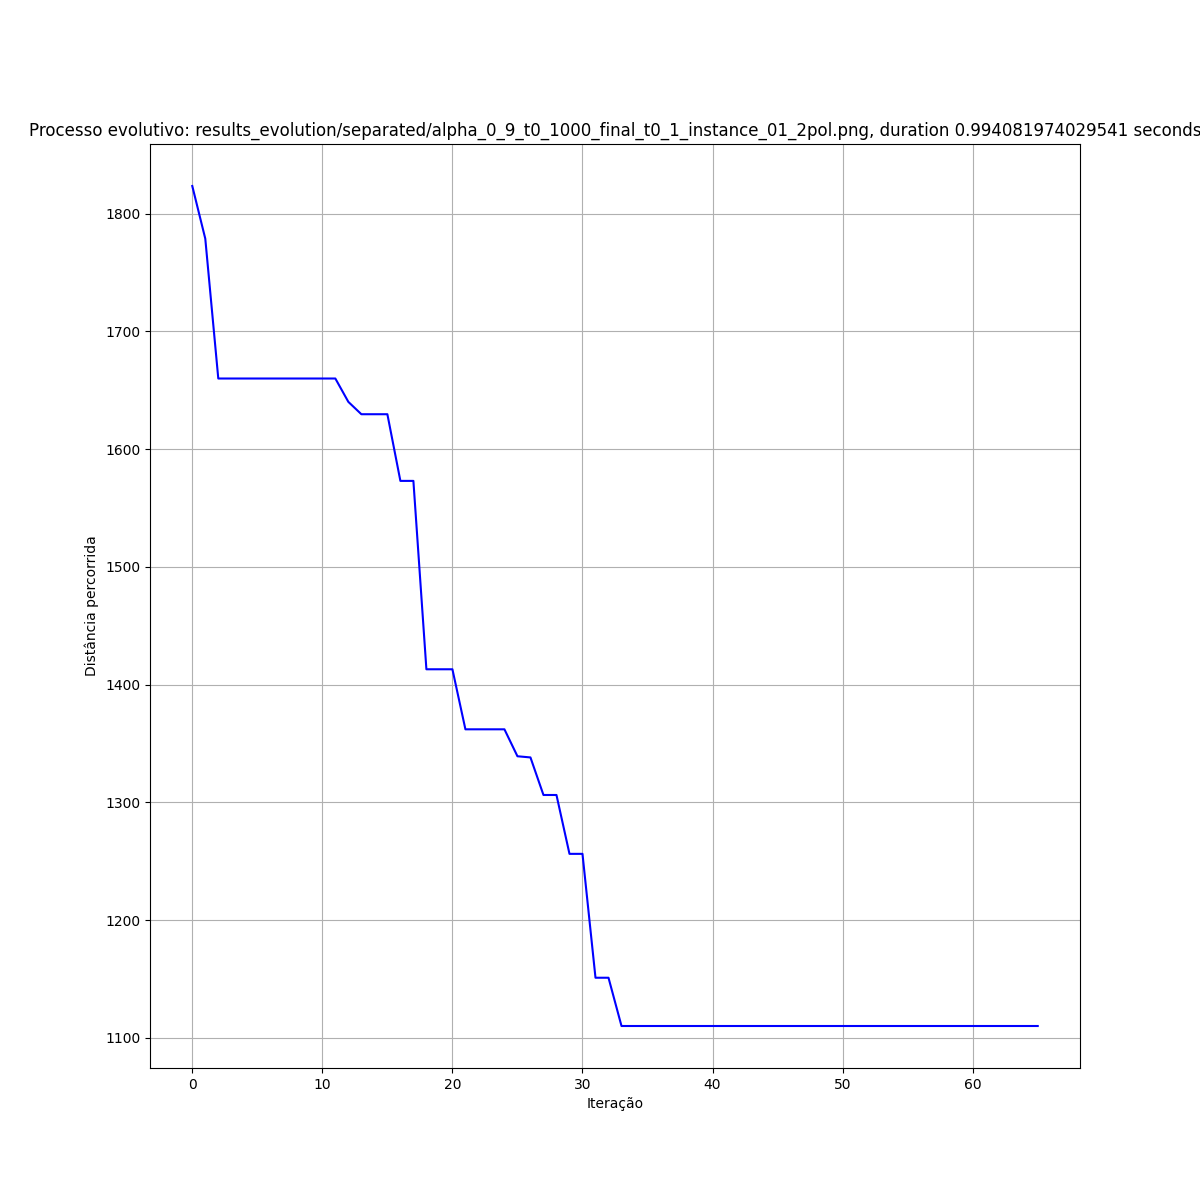 Processo evolutivo: results_evolution/separated/alpha_0_9_t0_1000_final_t0_1_instance_01_2pol.png, duration 0.994081974029541 seconds
1800
1700
1600
1500
1400
1300
1200
1100
Distância percorrida
0 10 20 30 40 50 60
Iteração